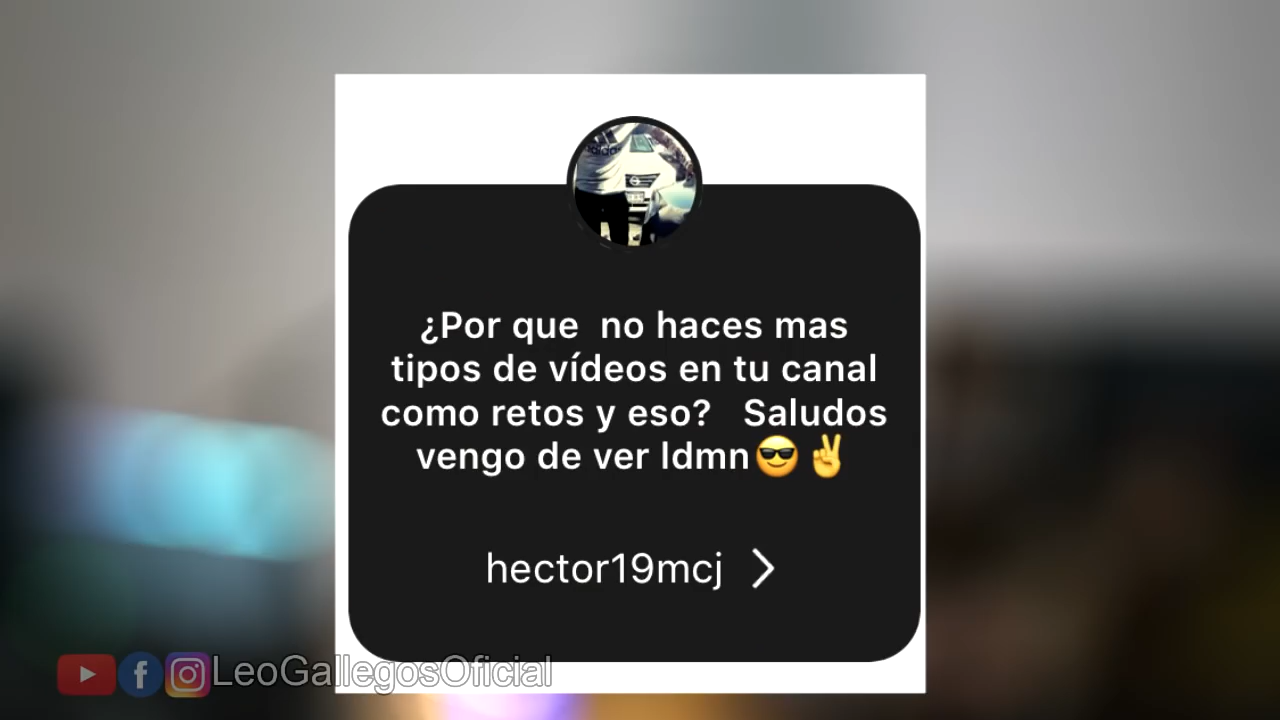 ¿Por que  no haces mas
tipos de vídeos en tu canal
como retos y eso?   Saludos
vengo de ver ldmn😎✌️
hector19mcj
LeoGallegosOficial